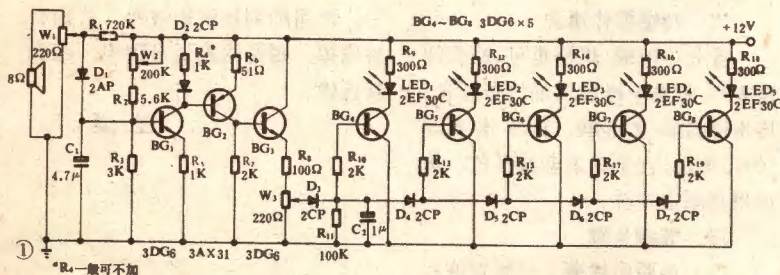 BG₄~BG₈ 3DG6×5
+12V
W₁
220Ω
8Ω
R₁ 720K
D₁
2AP
C₁
4.7μ
W₂
200K
R₂
5.6K
R₃
3K
D₂ 2CP
R₄*
1K
BG₁
1K
R₆
51Ω
BG₂
R₇
2K
BG₃
R₈
100Ω
W₃
220Ω
D₃
2CP
R₁₀
2K
R₁₁
100K
C₂
1μ
R₉
300Ω
LED₁
2EF30C
BG₄
R₁₂
300Ω
LED₂
2EF30C
BG₅
R₁₃
2K
R₁₄
300Ω
LED₃
2EF30C
BG₆
R₁₅
2K
R₁₆
300Ω
LED₄
2EF30C
BG₇
R₁₇
2K
R₁₈
300Ω
LED₅
2EF30C
BG₈
R₁₉
2K
D₄ 2CP
D₅ 2CP
D₆ 2CP
D₇ 2CP
3DG6
3AX31
3DG6
①
*R₄一般可不加